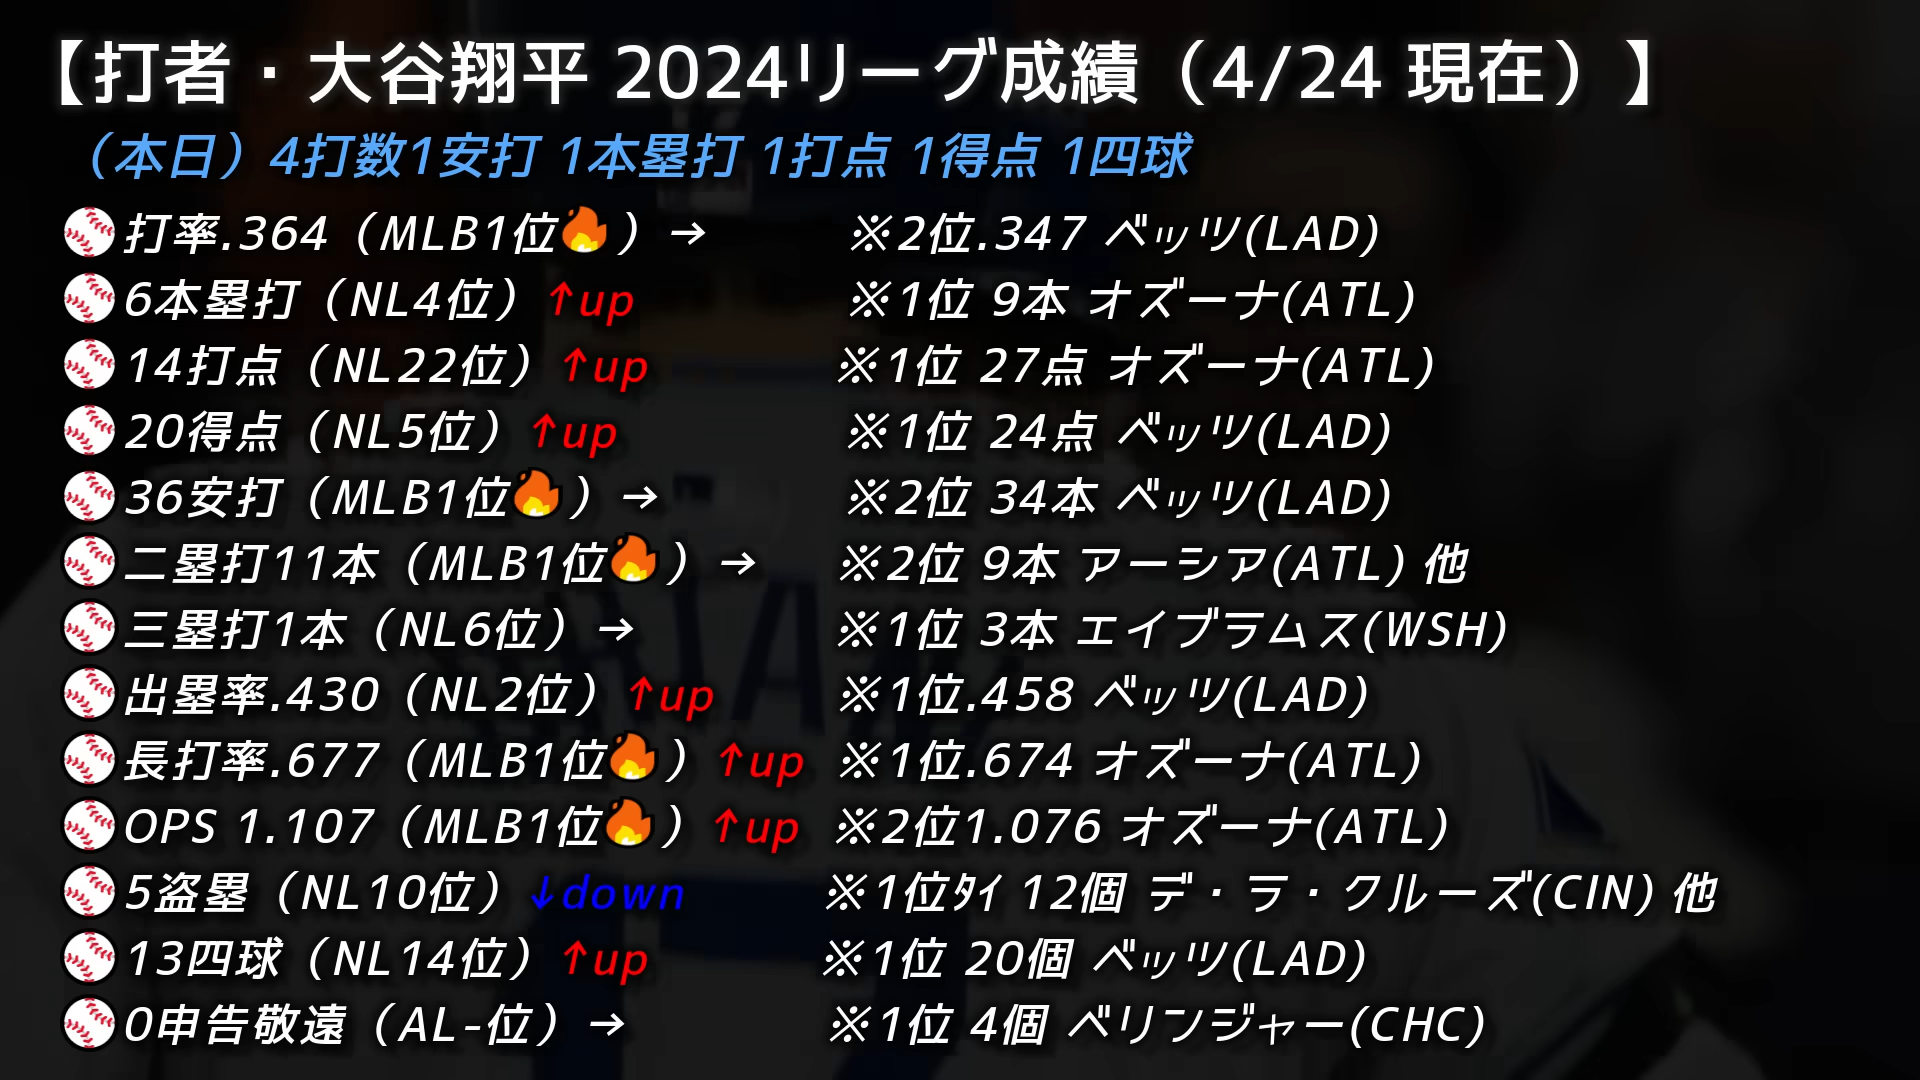 【打者・大谷翔平 2024リーグ成績（4/24 現在）】
（本日）4打数1安打 1本塁打 1打点 1得点 1四球
⚾打率.364（MLB1位🔥）→ ※2位.347 ベッツ(LAD)
⚾6本塁打（NL4位）↑up ※1位 9本 オズーナ(ATL)
⚾14打点（NL22位）↑up ※1位 27点 オズーナ(ATL)
⚾20得点（NL5位）↑up ※1位 24点 ベッツ(LAD)
⚾36安打（MLB1位🔥）→ ※2位 34本 ベッツ(LAD)
⚾二塁打11本（MLB1位🔥）→ ※2位 9本 アーシア(ATL) 他
⚾三塁打1本（NL6位）→ ※1位 3本 エイブラムス(WSH)
⚾出塁率.430（NL2位）↑up ※1位.458 ベッツ(LAD)
⚾長打率.677（MLB1位🔥）↑up ※1位.674 オズーナ(ATL)
⚾OPS 1.107（MLB1位🔥）↑up ※2位1.076 オズーナ(ATL)
⚾5盗塁（NL10位）↓down ※1位ﾀｲ 12個 デ・ラ・クルーズ(CIN) 他
⚾13四球（NL14位）↑up ※1位 20個 ベッツ(LAD)
⚾0申告敬遠（AL-位）→ ※1位 4個 ベリンジャー(CHC)